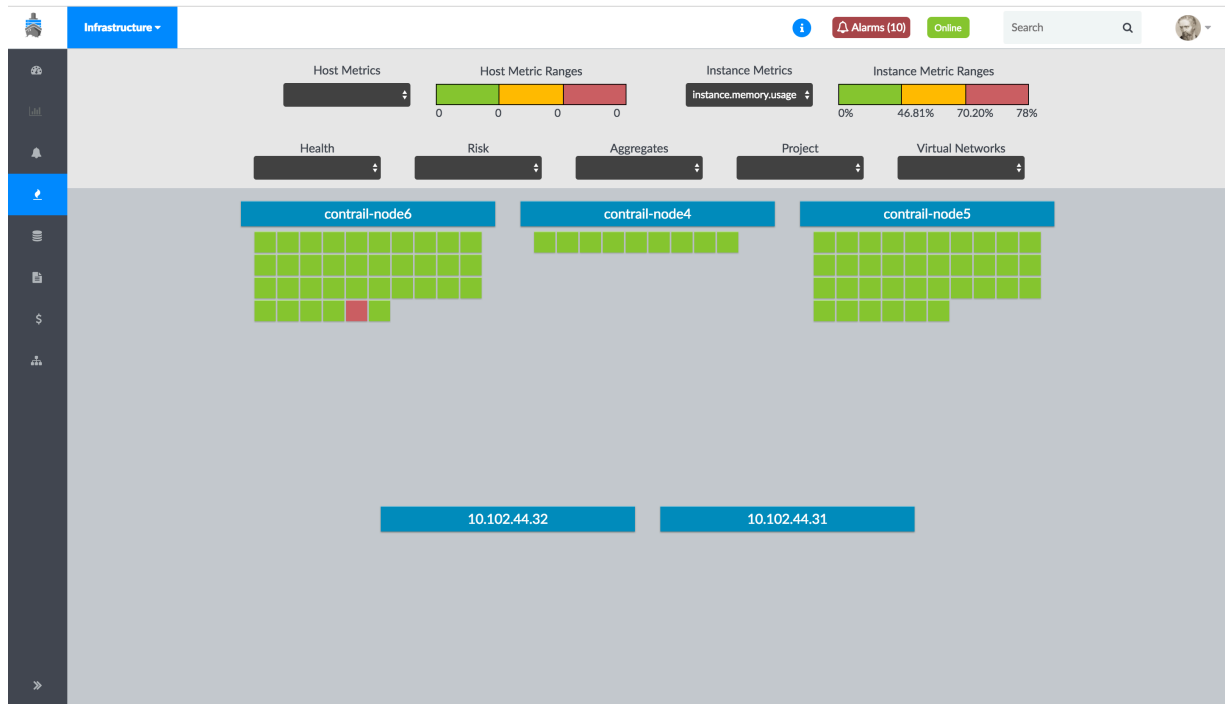 Infrastructure
i
Alarms (10)
Online
Search
Host Metrics
Host Metric Ranges
0 0 0 0
Instance Metrics
instance.memory.usage
Instance Metric Ranges
0% 46.81% 70.20% 78%
Health
Risk
Aggregates
Project
Virtual Networks
$
contrail-node6
contrail-node4
contrail-node5
10.102.44.32
10.102.44.31